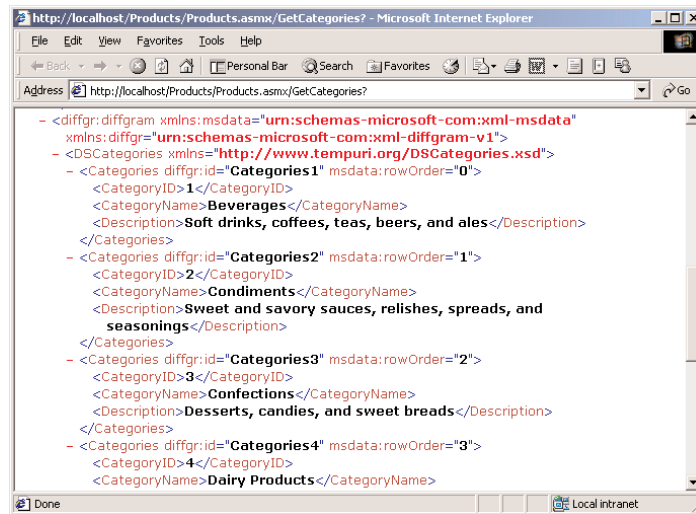 http://localhost/Products/Products.asmx/GetCategories? - Microsoft Internet Explorer
File Edit View Favorites Tools Help
Back Personal Bar Search Favorites
Address http://localhost/Products/Products.asmx/GetCategories? Go
- <diffgr:diffgram xmlns:msdata="urn:schemas-microsoft-com:xml-msdata"
xmlns:diffgr="urn:schemas-microsoft-com:xml-diffgram-v1">
- <DSCategories xmlns="http://www.tempuri.org/DSCategories.xsd">
- <Categories diffgr:id="Categories1" msdata:rowOrder="0">
<CategoryID>1</CategoryID>
<CategoryName>Beverages</CategoryName>
<Description>Soft drinks, coffees, teas, beers, and ales</Description>
</Categories>
- <Categories diffgr:id="Categories2" msdata:rowOrder="1">
<CategoryID>2</CategoryID>
<CategoryName>Condiments</CategoryName>
<Description>Sweet and savory sauces, relishes, spreads, and
seasonings</Description>
</Categories>
- <Categories diffgr:id="Categories3" msdata:rowOrder="2">
<CategoryID>3</CategoryID>
<CategoryName>Confections</CategoryName>
<Description>Desserts, candies, and sweet breads</Description>
</Categories>
- <Categories diffgr:id="Categories4" msdata:rowOrder="3">
<CategoryID>4</CategoryID>
<CategoryName>Dairy Products</CategoryName>
Done Local intranet